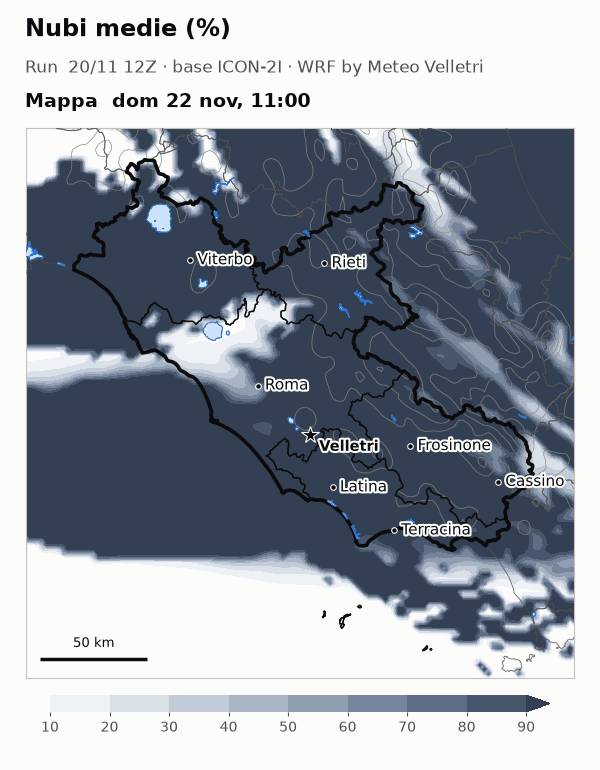 Nubi medie (%)
Run  20/11 12Z · base ICON-2I · WRF by Meteo Velletri
Mappa  dom 22 nov, 11:00
Viterbo
Rieti
Roma
Velletri
Frosinone
Latina
Cassino
Terracina
50 km
10 20 30 40 50 60 70 80 90